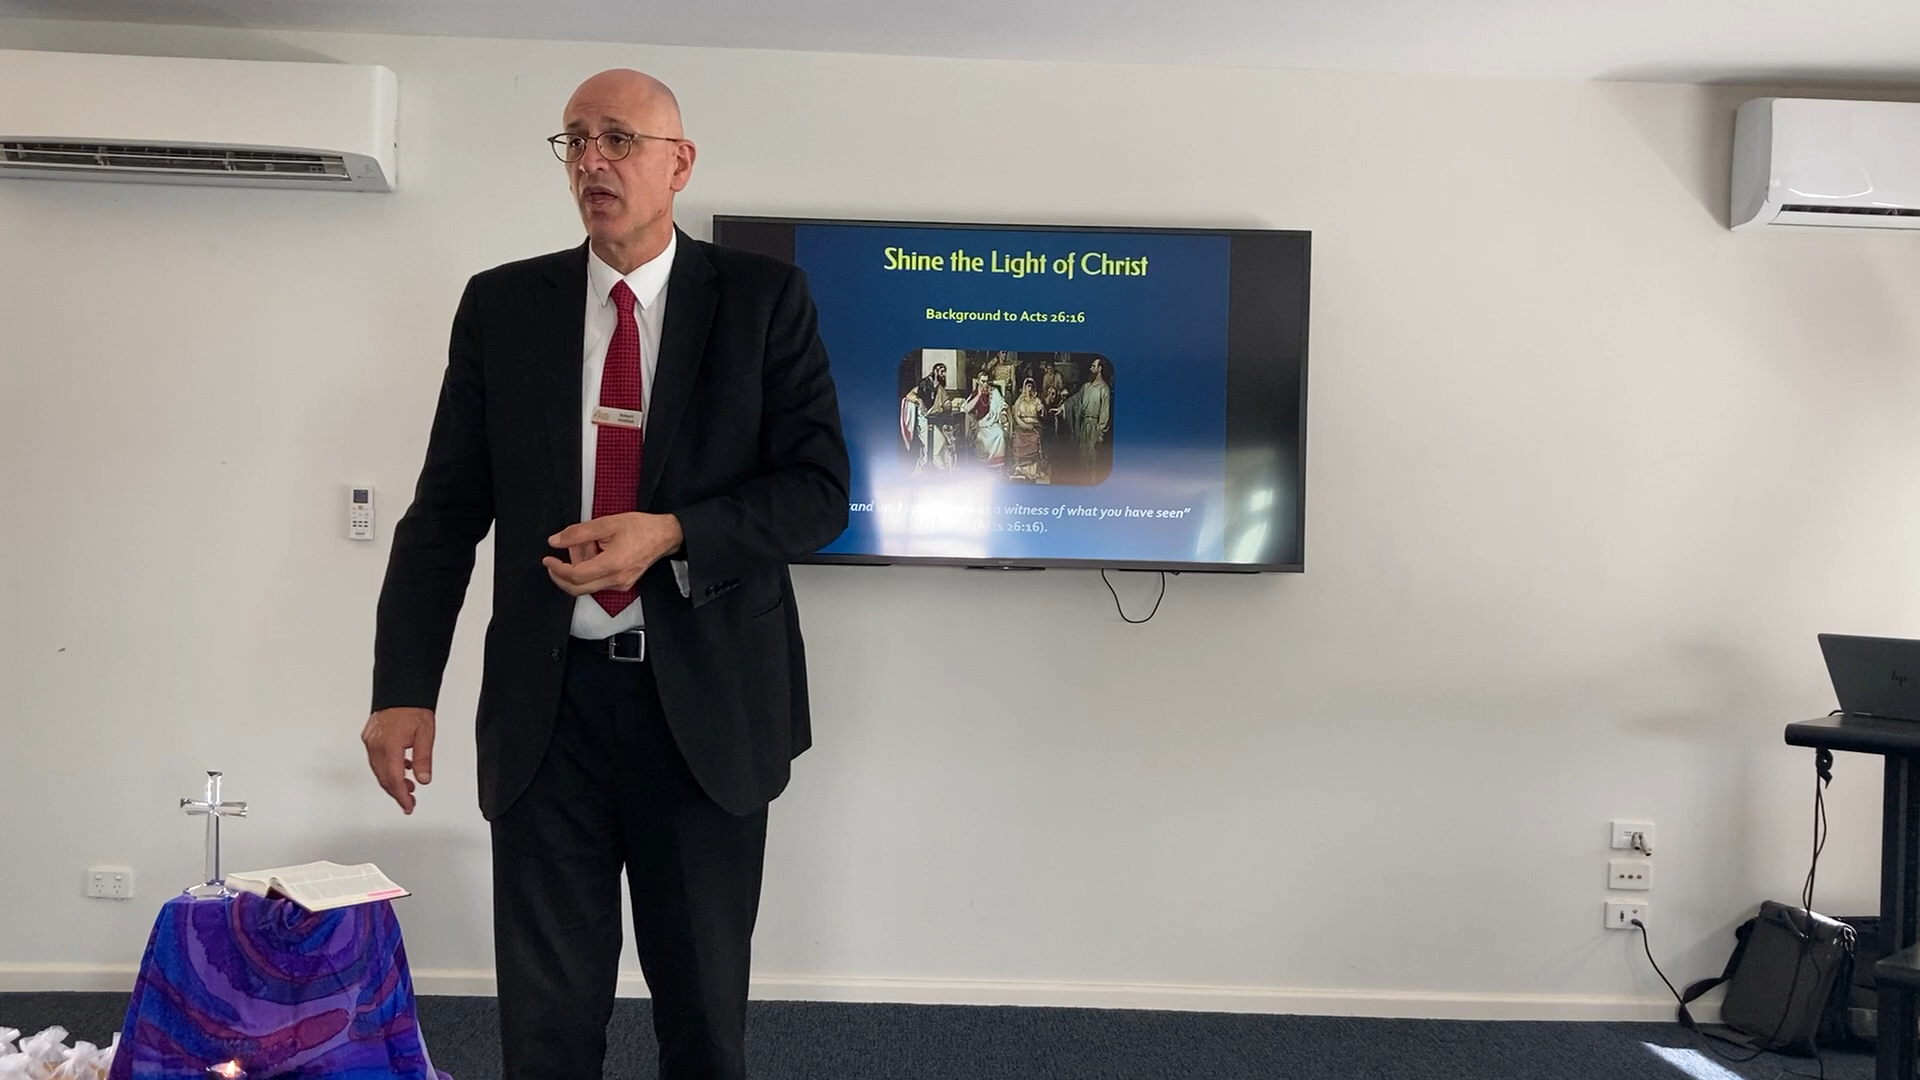 Shine the Light of Christ
Background to Acts 26:16
a witness of what you have seen“
(Acts 26:16).
hp